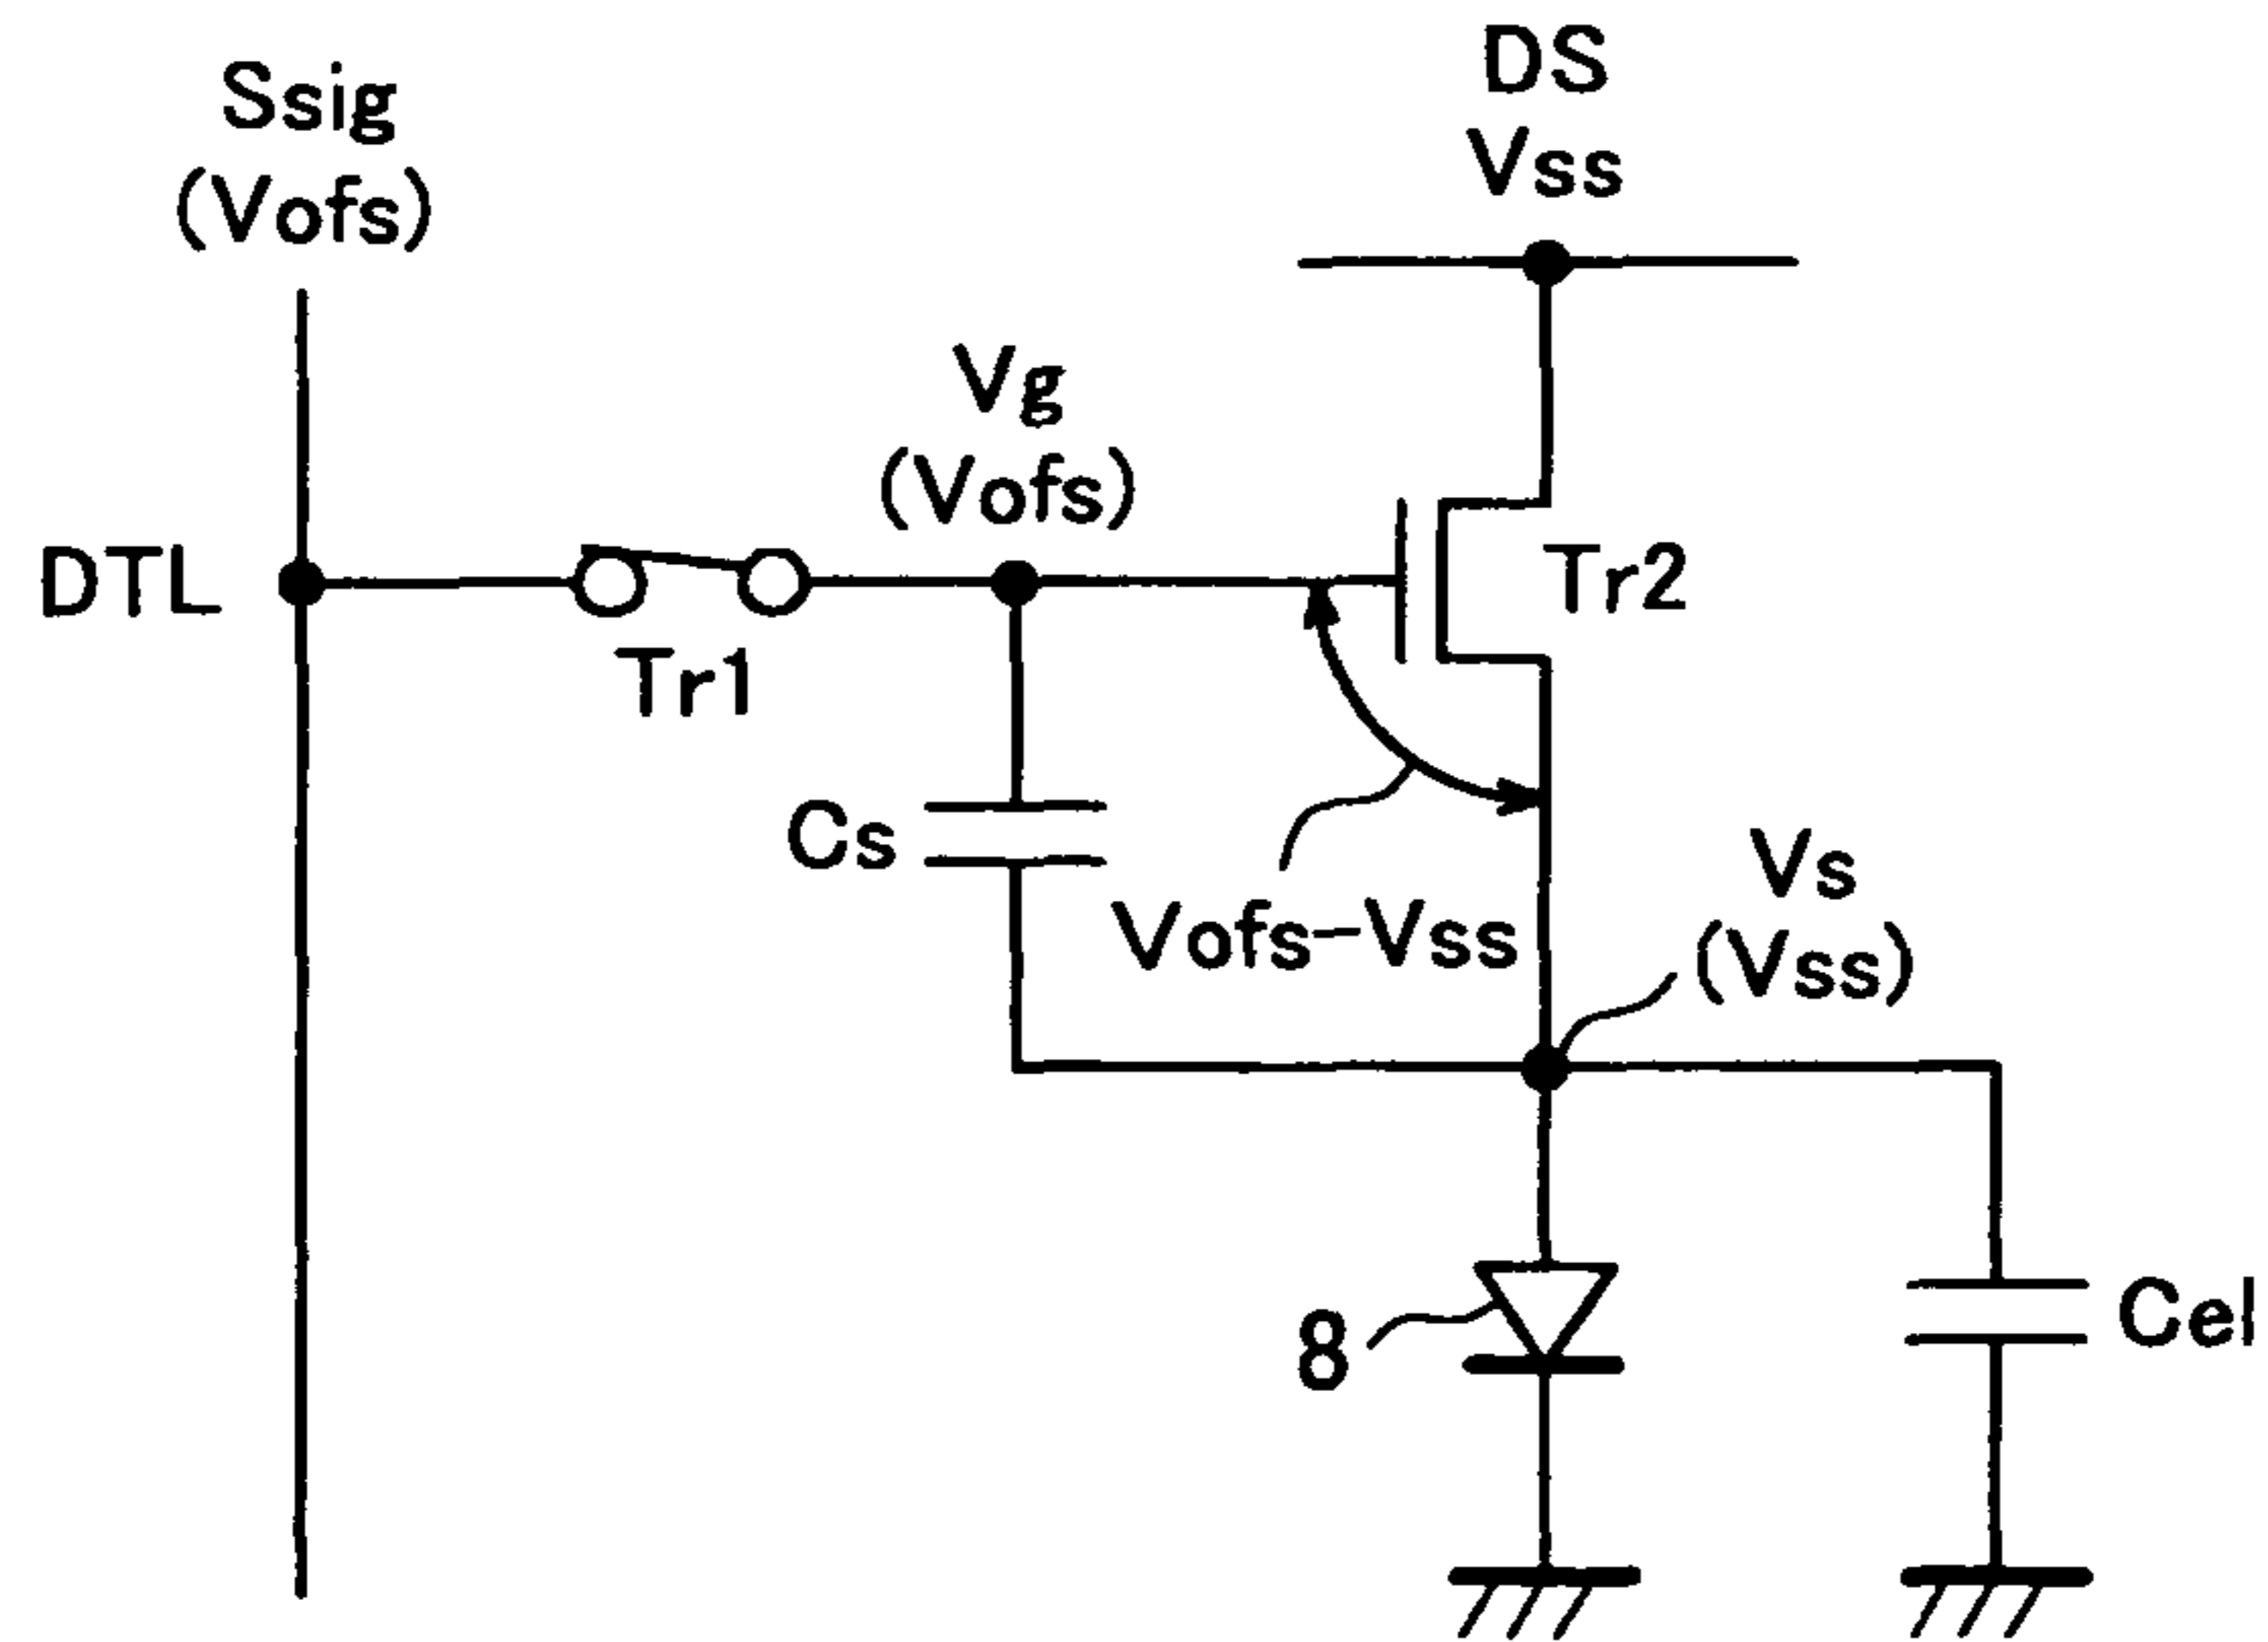 DS
Vss
Ssig
(Vofs)
Vg
(Vofs)
DTL
Tr1
Tr2
Cs
Vofs-Vss
Vs
(Vss)
8
Cel